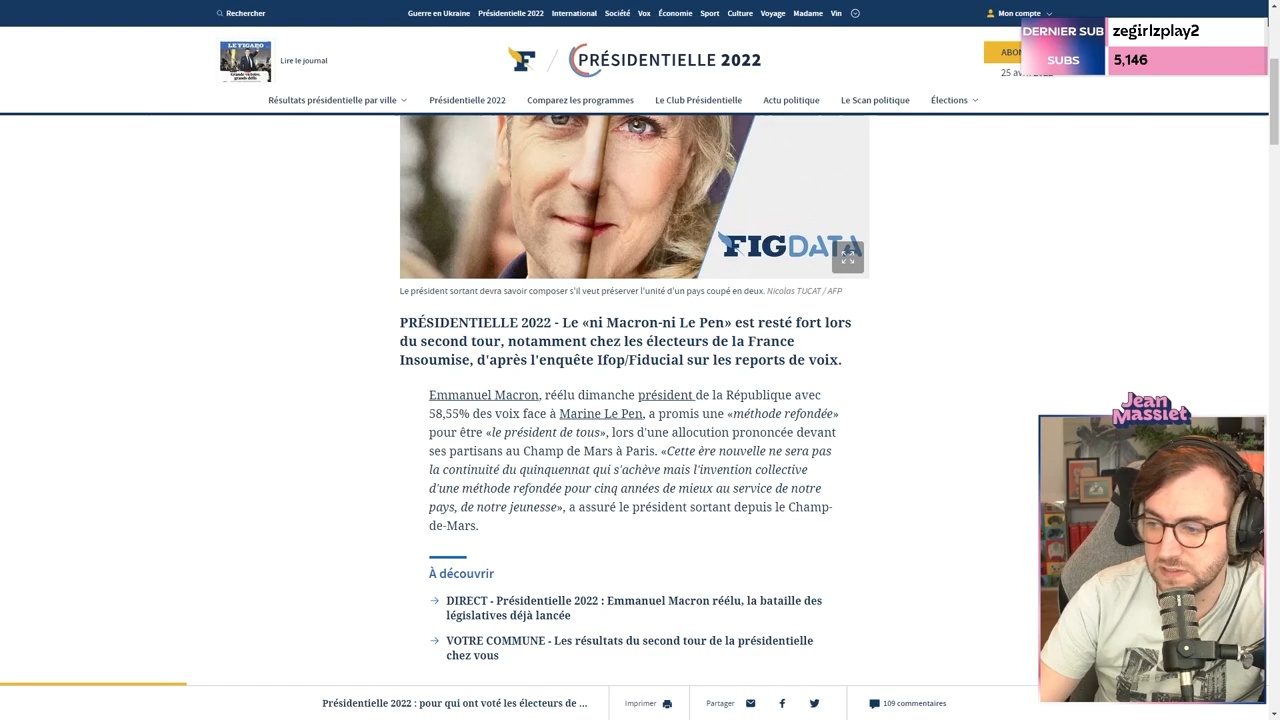 Rechercher
Guerre en Ukraine Présidentielle 2022 International Société Vox Économie Sport Culture Voyage Madame Vin
Mon compte
DERNIER SUB zegirlzplay2
SUBS 5,146
LE FIGARO
Lire le journal
F
PRÉSIDENTIELLE 2022
Résultats présidentielle par ville Présidentielle 2022 Comparez les programmes Le Club Présidentielle Actu politique Le Scan politique Élections
FIGDATA
Le président sortant devra savoir composer s'il veut préserver l'unité d'un pays coupé en deux. Nicolas TUCAT / AFP
PRÉSIDENTIELLE 2022 - Le «ni Macron-ni Le Pen» est resté fort lors
du second tour, notamment chez les électeurs de la France
Insoumise, d'après l'enquête Ifop/Fiducial sur les reports de voix.
Emmanuel Macron, réélu dimanche président de la République avec
58,55% des voix face à Marine Le Pen, a promis une «méthode refondée»
pour être «le président de tous», lors d'une allocution prononcée devant
ses partisans au Champ de Mars à Paris. «Cette ère nouvelle ne sera pas
la continuité du quinquennat qui s'achève mais l'invention collective
d'une méthode refondée pour cinq années de mieux au service de notre
pays, de notre jeunesse», a assuré le président sortant depuis le Champ-
de-Mars.
À découvrir
DIRECT - Présidentielle 2022 : Emmanuel Macron réélu, la bataille des
législatives déjà lancée
VOTRE COMMUNE - Les résultats du second tour de la présidentielle
chez vous
Jean
Massiet
Présidentielle 2022 : pour qui ont voté les électeurs de ... Imprimer Partager 109 commentaires